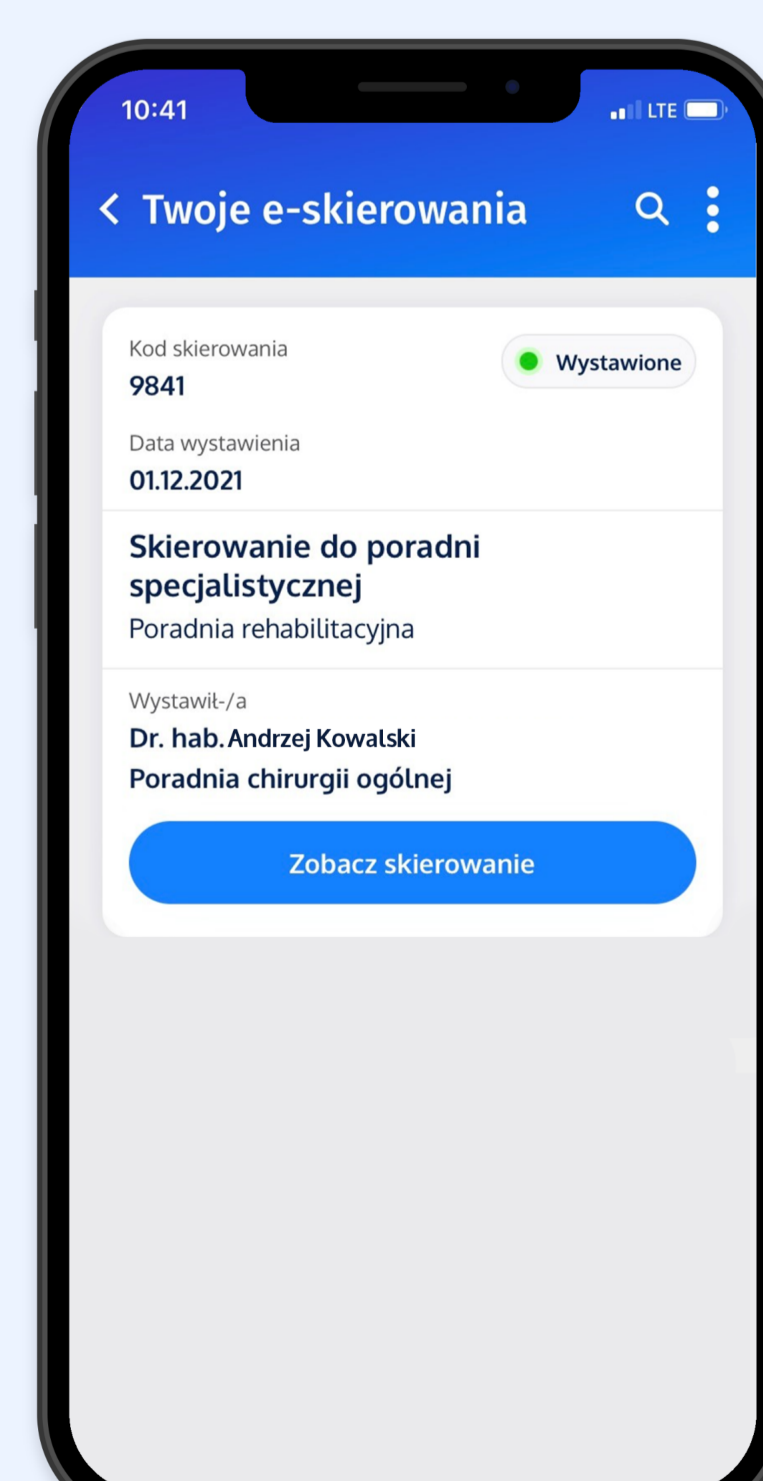 10:41
LTE
Twoje e-skierowania
Kod skierowania
9841
Wystawione
Data wystawienia
01.12.2021
Skierowanie do poradni
specjalistycznej
Poradnia rehabilitacyjna
Wystawił-/a
Dr. hab. Andrzej Kowalski
Poradnia chirurgii ogólnej
Zobacz skierowanie